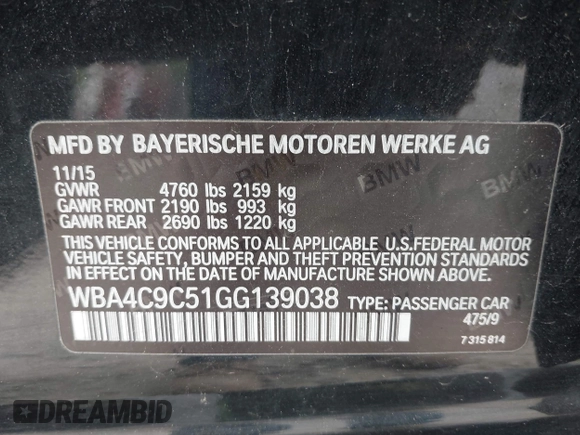 MFD BY BAYERISCHE MOTOREN WERKE AG
11/15
GVWR 4760 lbs 2159 kg
GAWR FRONT 2190 lbs 993 kg
GAWR REAR 2690 lbs 1220 kg
THIS VEHICLE CONFORMS TO ALL APPLICABLE U.S.FEDERAL MOTOR
VEHICLE SAFETY, BUMPER AND THEFT PREVENTION STANDARDS
IN EFFECT ON THE DATE OF MANUFACTURE SHOWN ABOVE.
WBA4C9C51GG139038 TYPE: PASSENGER CAR
475/9
7 315 814
DREAMBID